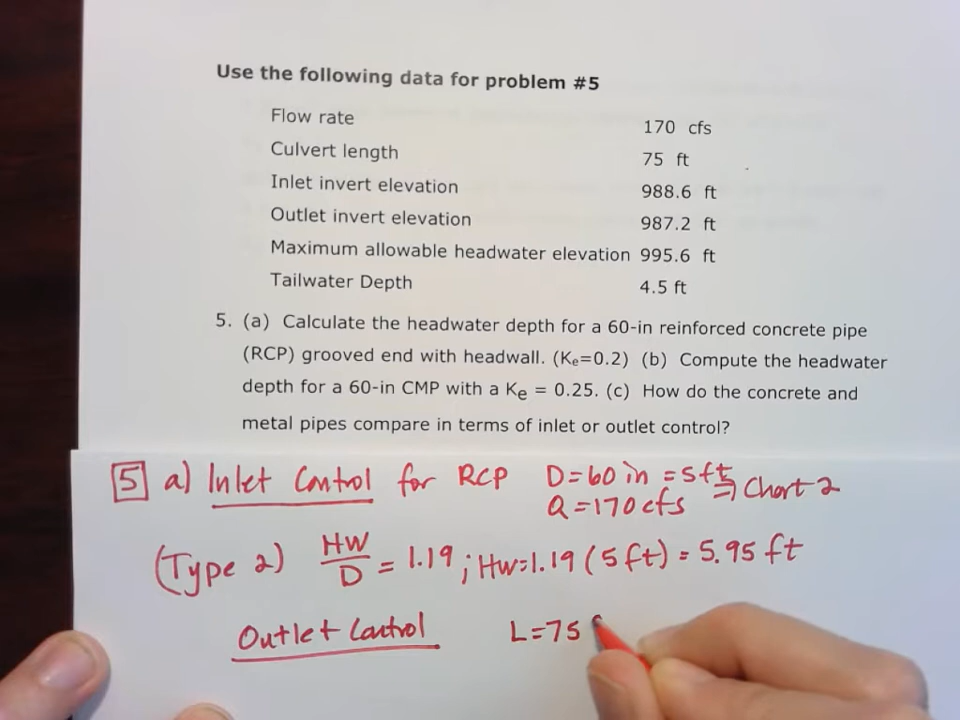 Use the following data for problem #5
Flow rate 170 cfs
Culvert length 75 ft
Inlet invert elevation 988.6 ft
Outlet invert elevation 987.2 ft
Maximum allowable headwater elevation 995.6 ft
Tailwater Depth 4.5 ft
5. (a) Calculate the headwater depth for a 60-in reinforced concrete pipe
(RCP) grooved end with headwall. (Ke=0.2) (b) Compute the headwater
depth for a 60-in CMP with a Ke = 0.25. (c) How do the concrete and
metal pipes compare in terms of inlet or outlet control?
5 a) Inlet Control for RCP D=60 in = 5ft ⇒ Chart 2
Q=170 cfs
(Type 2) HW/D = 1.19 ; HW=1.19 (5 ft) = 5.95 ft
Outlet Control L=75